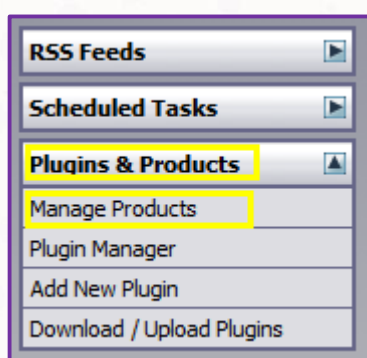 RSS Feeds
Scheduled Tasks
Plugins & Products
Manage Products
Plugin Manager
Add New Plugin
Download / Upload Plugins